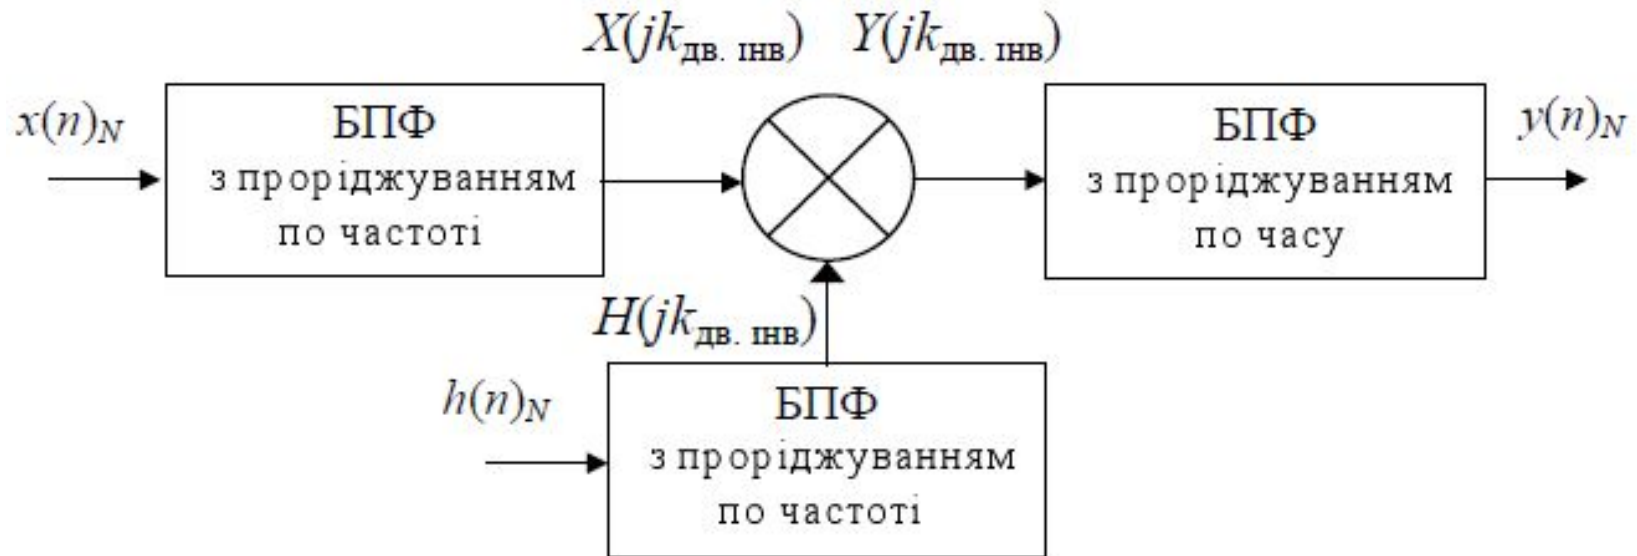 X(jkдв. інв) Y(jkдв. інв)
x(n)N
БПФ
з проріджуванням
по частоті
БПФ
з проріджуванням
по часу
y(n)N
H(jkдв. інв)
h(n)N
БПФ
з проріджуванням
по частоті